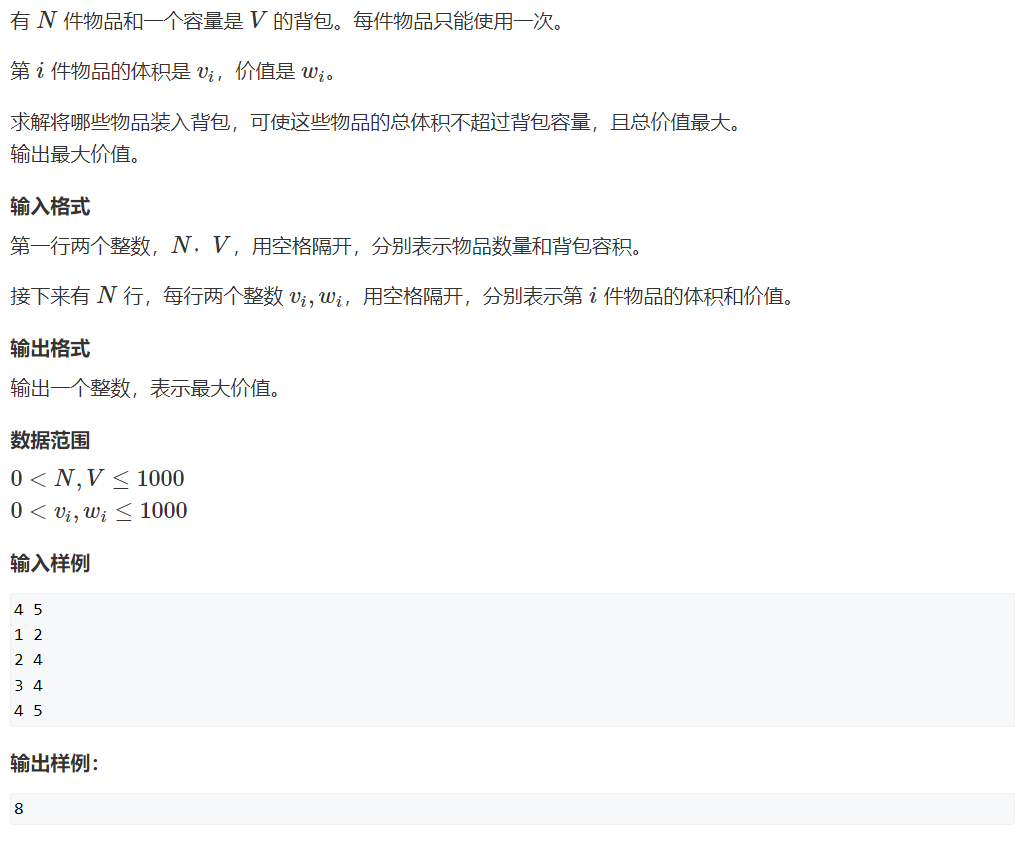 有 N 件物品和一个容量是 V 的背包。每件物品只能使用一次。
第 i 件物品的体积是 vᵢ，价值是 wᵢ。
求解将哪些物品装入背包，可使这些物品的总体积不超过背包容量，且总价值最大。
输出最大价值。
输入格式
第一行两个整数，N，V，用空格隔开，分别表示物品数量和背包容积。
接下来有 N 行，每行两个整数 vᵢ, wᵢ，用空格隔开，分别表示第 i 件物品的体积和价值。
输出格式
输出一个整数，表示最大价值。
数据范围
0 < N, V ≤ 1000
0 < vᵢ, wᵢ ≤ 1000
输入样例
4 5
1 2
2 4
3 4
4 5
输出样例：
8